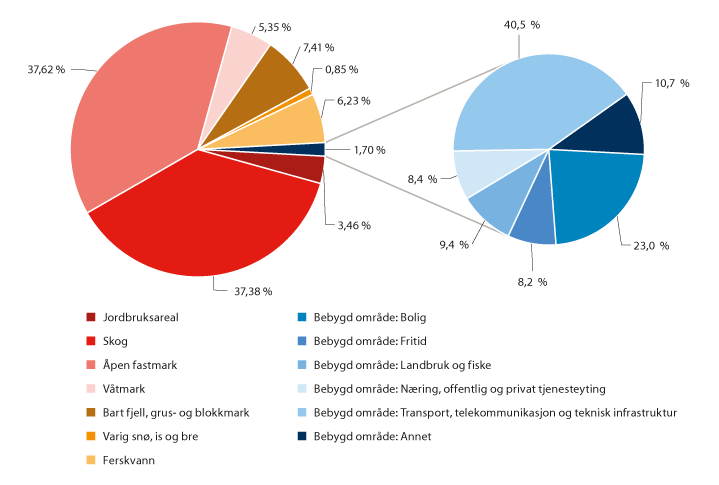 40,5 %
5,35 %
7,41 %
37,62 %
0,85 %
10,7 %
6,23 %
1,70 %
8,4 %
3,46 %
9,4 %
23,0 %
8,2 %
37,38 %
Jordbruksareal
Skog
Åpen fastmark
Våtmark
Bart fjell, grus- og blokkmark
Varig snø, is og bre
Ferskvann
Bebygd område: Bolig
Bebygd område: Fritid
Bebygd område: Landbruk og fiske
Bebygd område: Næring, offentlig og privat tjenesteyting
Bebygd område: Transport, telekommunikasjon og teknisk infrastruktur
Bebygd område: Annet